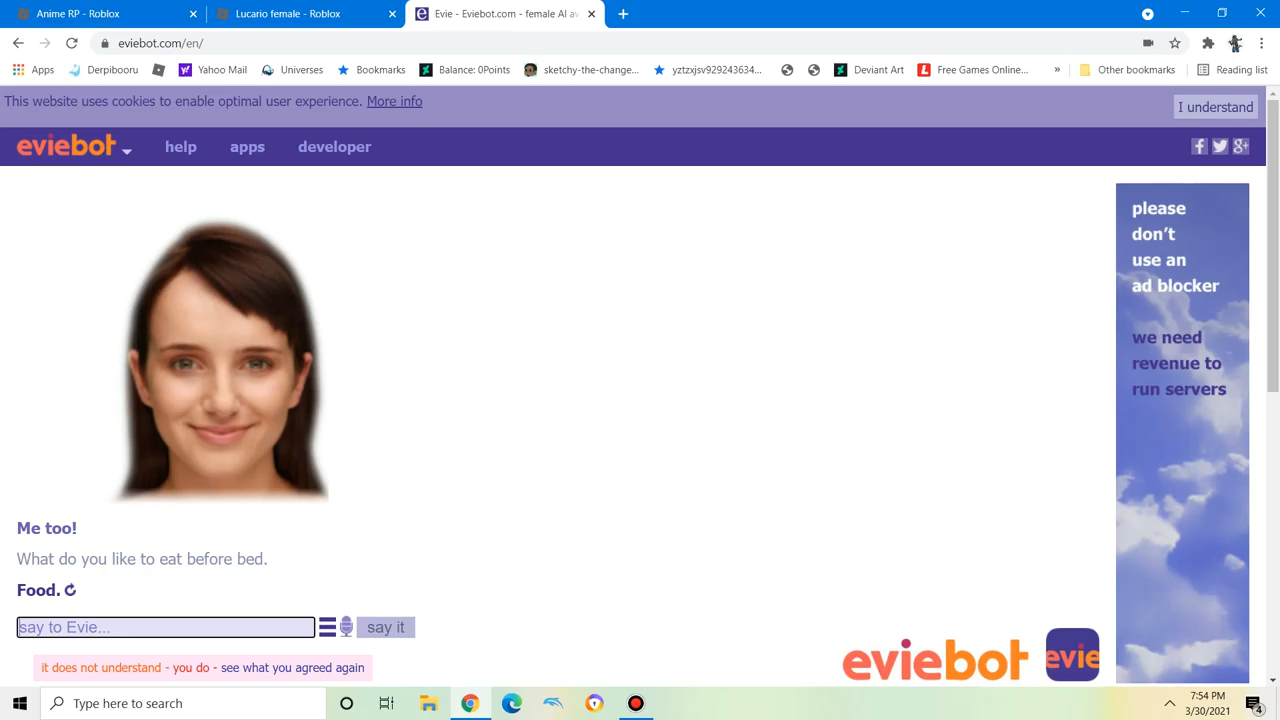 Anime RP - Roblox
Lucario female - Roblox
Evie - Eviebot.com - female AI av
eviebot.com/en/
Apps
Derpibooru
Yahoo Mail
Universes
Bookmarks
Balance: 0Points
sketchy-the-change...
yztzxjsv929243634...
Deviant Art
Free Games Online...
»
Other bookmarks
Reading list
This website uses cookies to enable optimal user experience. More info
I understand
eviebot
help
apps
developer
please
don't
use an
ad blocker
we need
revenue to
run servers
Me too!
What do you like to eat before bed.
Food.
say to Evie...
say it
it does not understand - you do - see what you agreed again
eviebot
evie
Type here to search
7:54 PM
3/30/2021
4